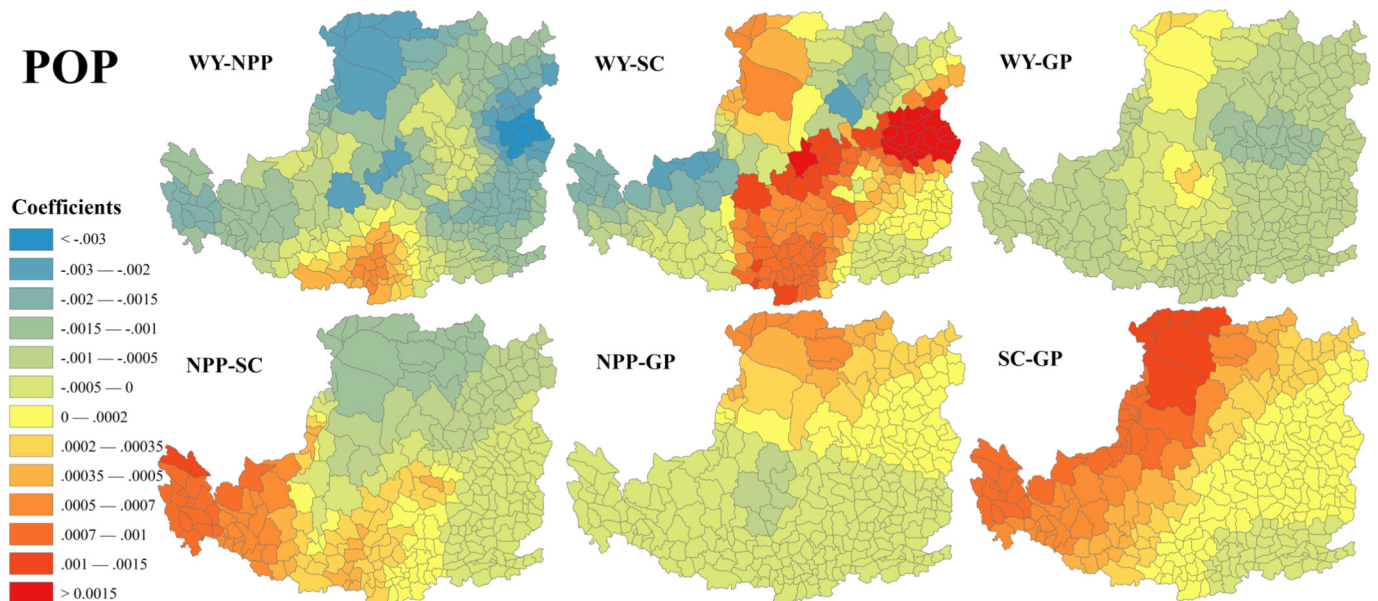 POP
WY-NPP
WY-SC
WY-GP
Coefficients
< -.003
-.003 — -.002
-.002 — -.0015
-.0015 — -.001
-.001 — -.0005
-.0005 — 0
0 — .0002
.0002 — .00035
.00035 — .0005
.0005 — .0007
.0007 — .001
.001 — .0015
> 0.0015
NPP-SC
NPP-GP
SC-GP